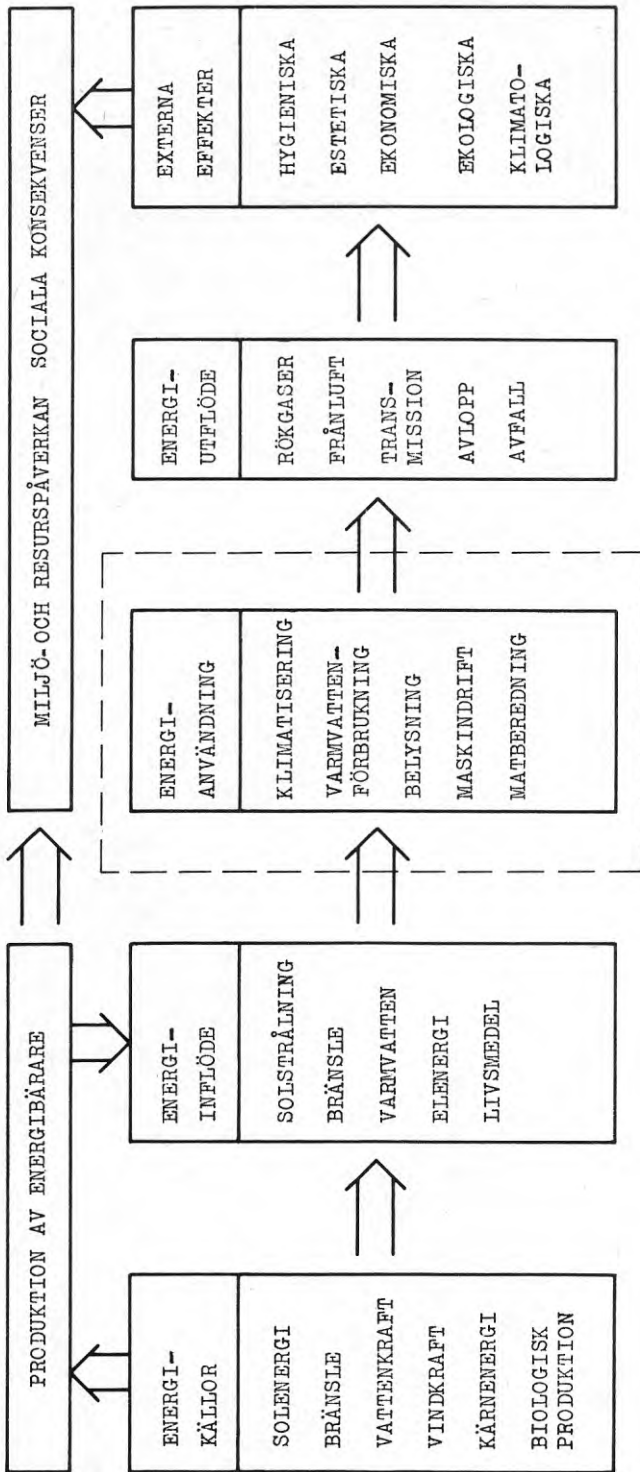 PRODUKTION AV ENERGIBÄRARE
MILJÖ- OCH RESURSPÅVERKAN - SOCIALA KONSEKVENSER
ENERGI-
KÄLLOR
SOLENERGI
BRÄNSLE
VATTENKRAFT
VINDKRAFT
KÄRNENERGI
BIOLOGISK
PRODUKTION
ENERGI-
INFLÖDE
SOLSTRÅLNING
BRÄNSLE
VARMVATTEN
ELENERGI
LIVSMEDEL
ENERGI-
ANVÄNDNING
KLIMATISERING
VARMVATTEN-
FÖRBRUKNING
BELYSNING
MASKINDRIFT
MATBEREDNING
ENERGI-
UTFLÖDE
RÖKGASER
FRÅNLUFT
TRANS-
MISSION
AVLOPP
AVFALL
EXTERNA
EFFEKTER
HYGIENISKA
ESTETISKA
EKONOMISKA
EKOLOGISKA
KLIMATO-
LOGISKA